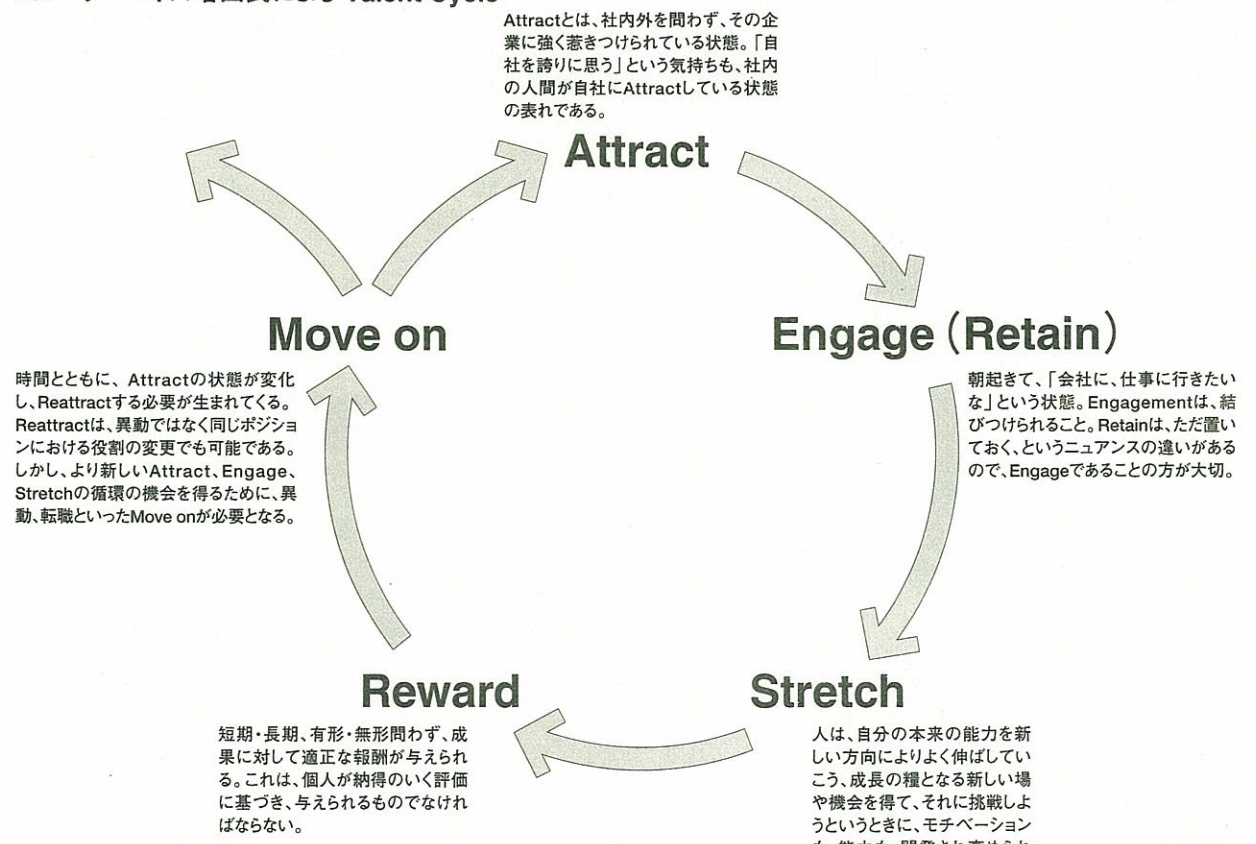 Talent Cycle
Attractとは、社内外を問わず、その企
業に強く惹きつけられている状態。「自
社を誇りに思う」という気持ちも、社内
の人間が自社にAttractしている状態
の表れである。
Attract
Move on
時間とともに、Attractの状態が変化
し、Reattractする必要が生まれてくる。
Reattractは、異動ではなく同じポジショ
ンにおける役割の変更でも可能である。
しかし、より新しいAttract、Engage、
Stretchの循環の機会を得るために、異
動、転職といったMove onが必要となる。
Engage（Retain）
朝起きて、「会社に、仕事に行きたい
な」という状態。Engagementは、結
びつけられること。Retainは、ただ置い
ておく、というニュアンスの違いがある
ので、Engageであることの方が大切。
Reward
短期・長期、有形・無形問わず、成
果に対して適正な報酬が与えられ
る。これは、個人が納得のいく評価
に基づき、与えられるものでなけれ
ばならない。
Stretch
人は、自分の本来の能力を新
しい方向によりよく伸ばしてい
こう、成長の糧となる新しい場
や機会を得て、それに挑戦しよ
うというときに、モチベーション